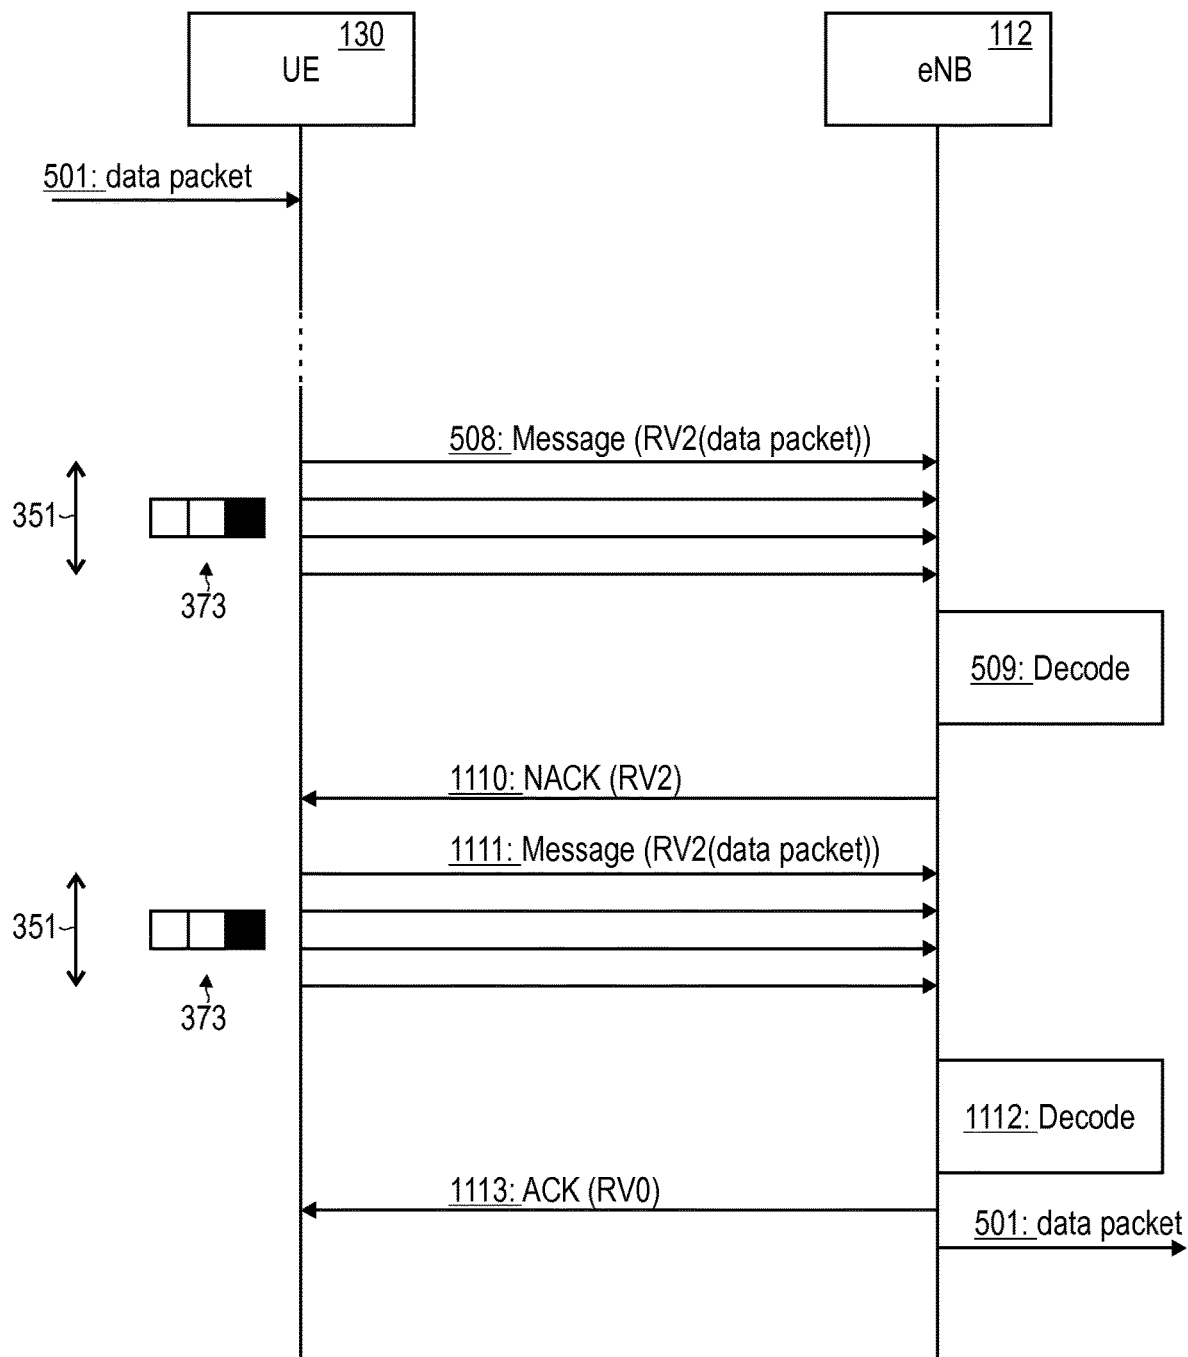 130
UE
112
eNB
501: data packet
508: Message (RV2(data packet))
351
373
509: Decode
1110: NACK (RV2)
1111: Message (RV2(data packet))
351
373
1112: Decode
1113: ACK (RV0)
501: data packet